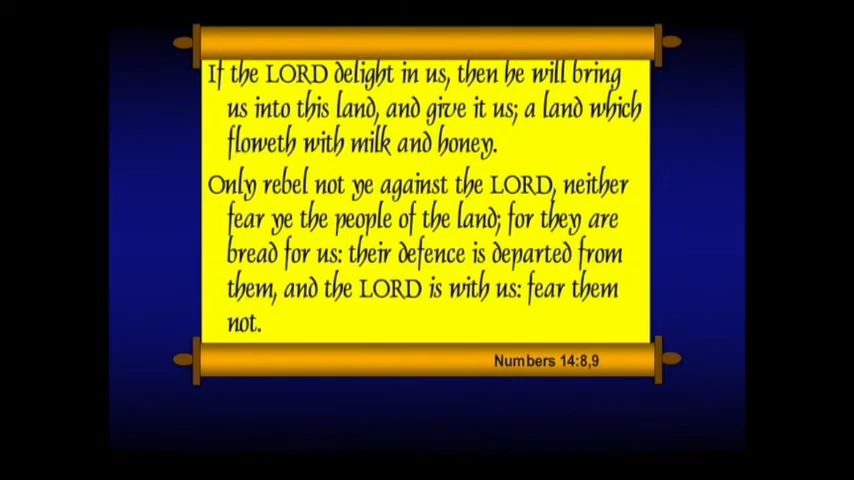 If the LORD delight in us, then he will bring
us into this land, and give it us; a land which
floweth with milk and honey.
Only rebel not ye against the LORD, neither
fear ye the people of the land; for they are
bread for us: their defence is departed from
them, and the LORD is with us: fear them
not.
Numbers 14:8,9